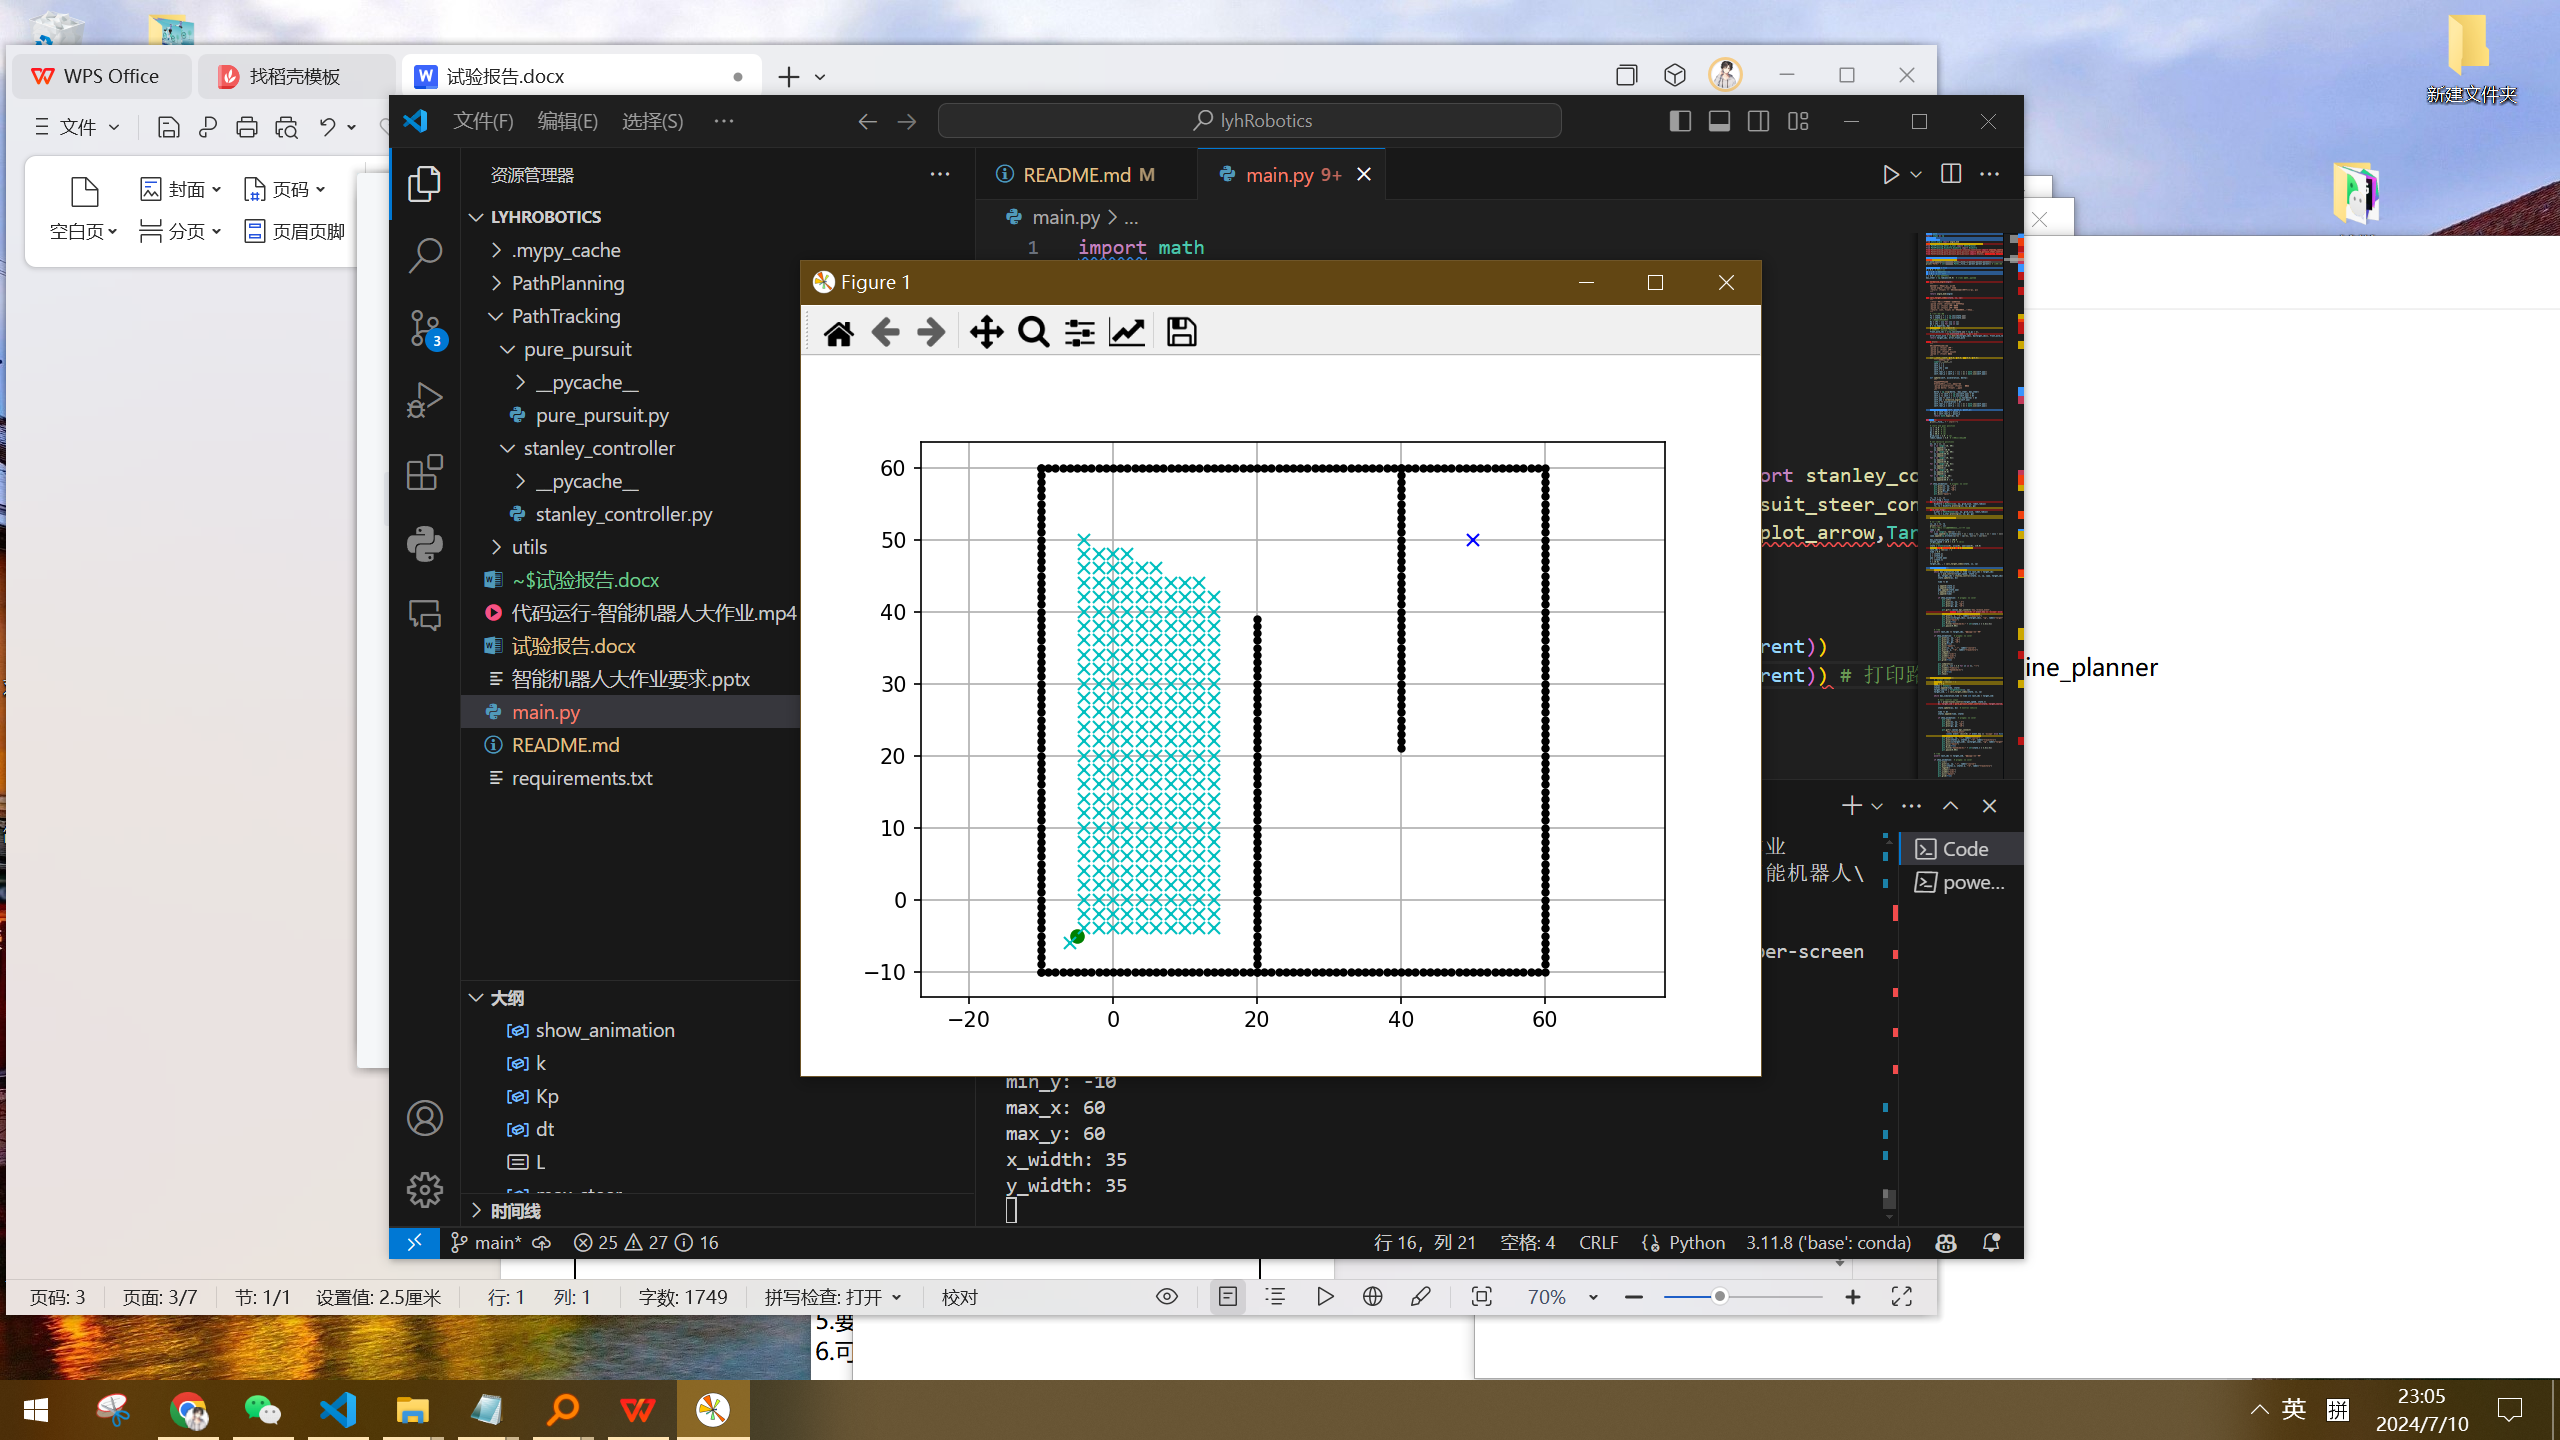 WPS Office
找稻壳模板
试验报告.docx
新建文件夹
文件
空白页
封面
页码
分页
页眉页脚
文件(F)
编辑(E)
选择(S)
lyhRobotics
资源管理器
LYHROBOTICS
.mypy_cache
PathPlanning
PathTracking
pure_pursuit
__pycache__
pure_pursuit.py
stanley_controller
__pycache__
stanley_controller.py
utils
~$试验报告.docx
代码运行-智能机器人大作业.mp4
试验报告.docx
智能机器人大作业要求.pptx
main.py
README.md
requirements.txt
大纲
show_animation
k
Kp
dt
L
时间线
3
README.md M
main.py 9+
main.py > ...
1 import math
Figure 1
60
50
40
30
20
10
0
−10
−20 0 20 40 60
ort stanley_co
suit_steer_con
plot_arrow,Tar
rent))
rent)) # 打印路
ine_planner
业
能机器人\
per-screen
Code
powe...
min_y: -10
max_x: 60
max_y: 60
x_width: 35
y_width: 35
main*
25 27 16
行 16，列 21
空格: 4
CRLF
Python
3.11.8 ('base': conda)
页码: 3
页面: 3/7
节: 1/1
设置值: 2.5厘米
行: 1
列: 1
字数: 1749
拼写检查: 打开
校对
70%
5.要
6.可
英
拼
23:05
2024/7/10